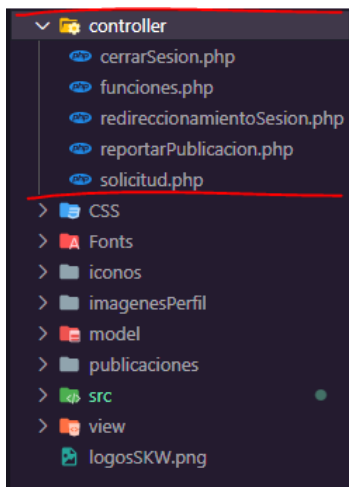 controller
cerrarSesion.php
funciones.php
redireccionamientoSesion.php
reportarPublicacion.php
solicitud.php
CSS
Fonts
iconos
imagenesPerfil
model
publicaciones
src
view
logosSKW.png